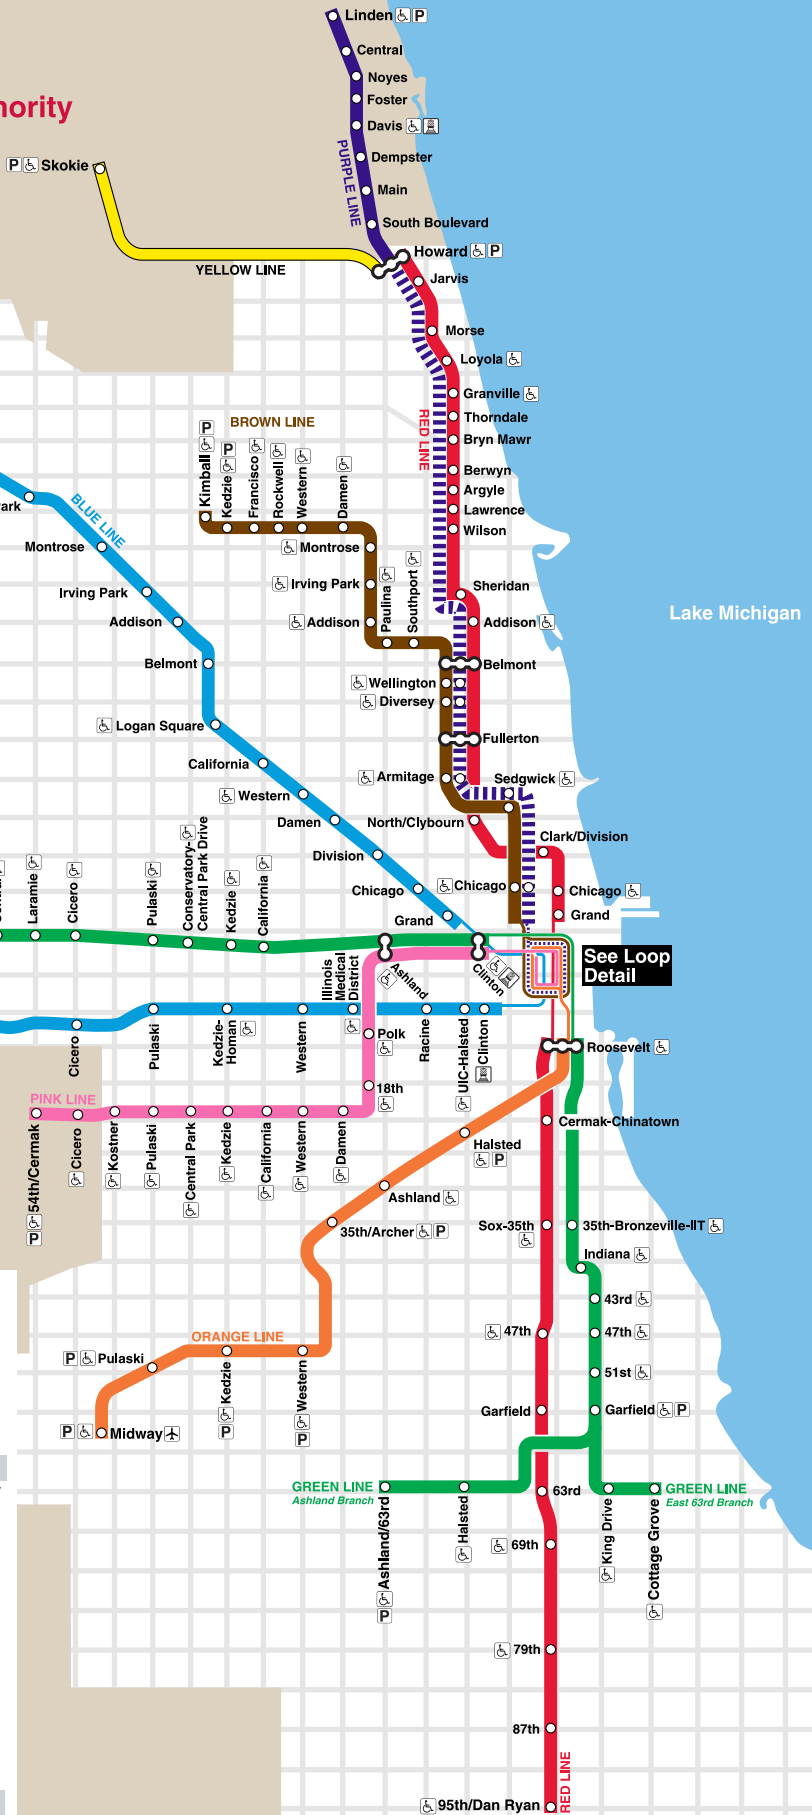 Linden P
Central
Noyes
Foster
hority
Davis
Dempster
PURPLE LINE
P Skokie
Main
South Boulevard
Howard P
YELLOW LINE
Jarvis
Morse
Loyola
Granville
Thorndale
RED LINE
Bryn Mawr
BROWN LINE
P
Kimball
P
Kedzie
Francisco
Rockwell
Western
Damen
Berwyn
Argyle
Lawrence
Wilson
ark
BLUE LINE
Montrose
Montrose
Irving Park
Irving Park
Paulina
Southport
Sheridan
Addison
Addison
Addison
Lake Michigan
Belmont
Belmont
Wellington
Diversey
Logan Square
Fullerton
California
Armitage
Sedgwick
Western
Damen
North/Clybourn
Clark/Division
Division
Laramie
Cicero
Pulaski
Conservatory-
Central Park Drive
Kedzie
California
Chicago
Chicago
Chicago
Grand
Grand
See Loop
Detail
Illinois
Medical
District
Ashland
Clinton
Cicero
Pulaski
Kedzie-
Homan
Western
Polk
Racine
UIC-Halsted
Clinton
Roosevelt
PINK LINE
18th
54th/Cermak
P
Cicero
Kostner
Pulaski
Central Park
Kedzie
California
Western
Damen
Cermak-Chinatown
Halsted
P
Ashland
35th/Archer P
Sox-35th
35th-Bronzeville-IIT
Indiana
43rd
ORANGE LINE
47th
47th
P Pulaski
Kedzie
P
Western
P
51st
Garfield
Garfield P
P Midway
GREEN LINE
Ashland Branch
63rd
GREEN LINE
East 63rd Branch
Ashland/63rd
P
Halsted
King Drive
Cottage Grove
69th
79th
87th
RED LINE
95th/Dan Ryan